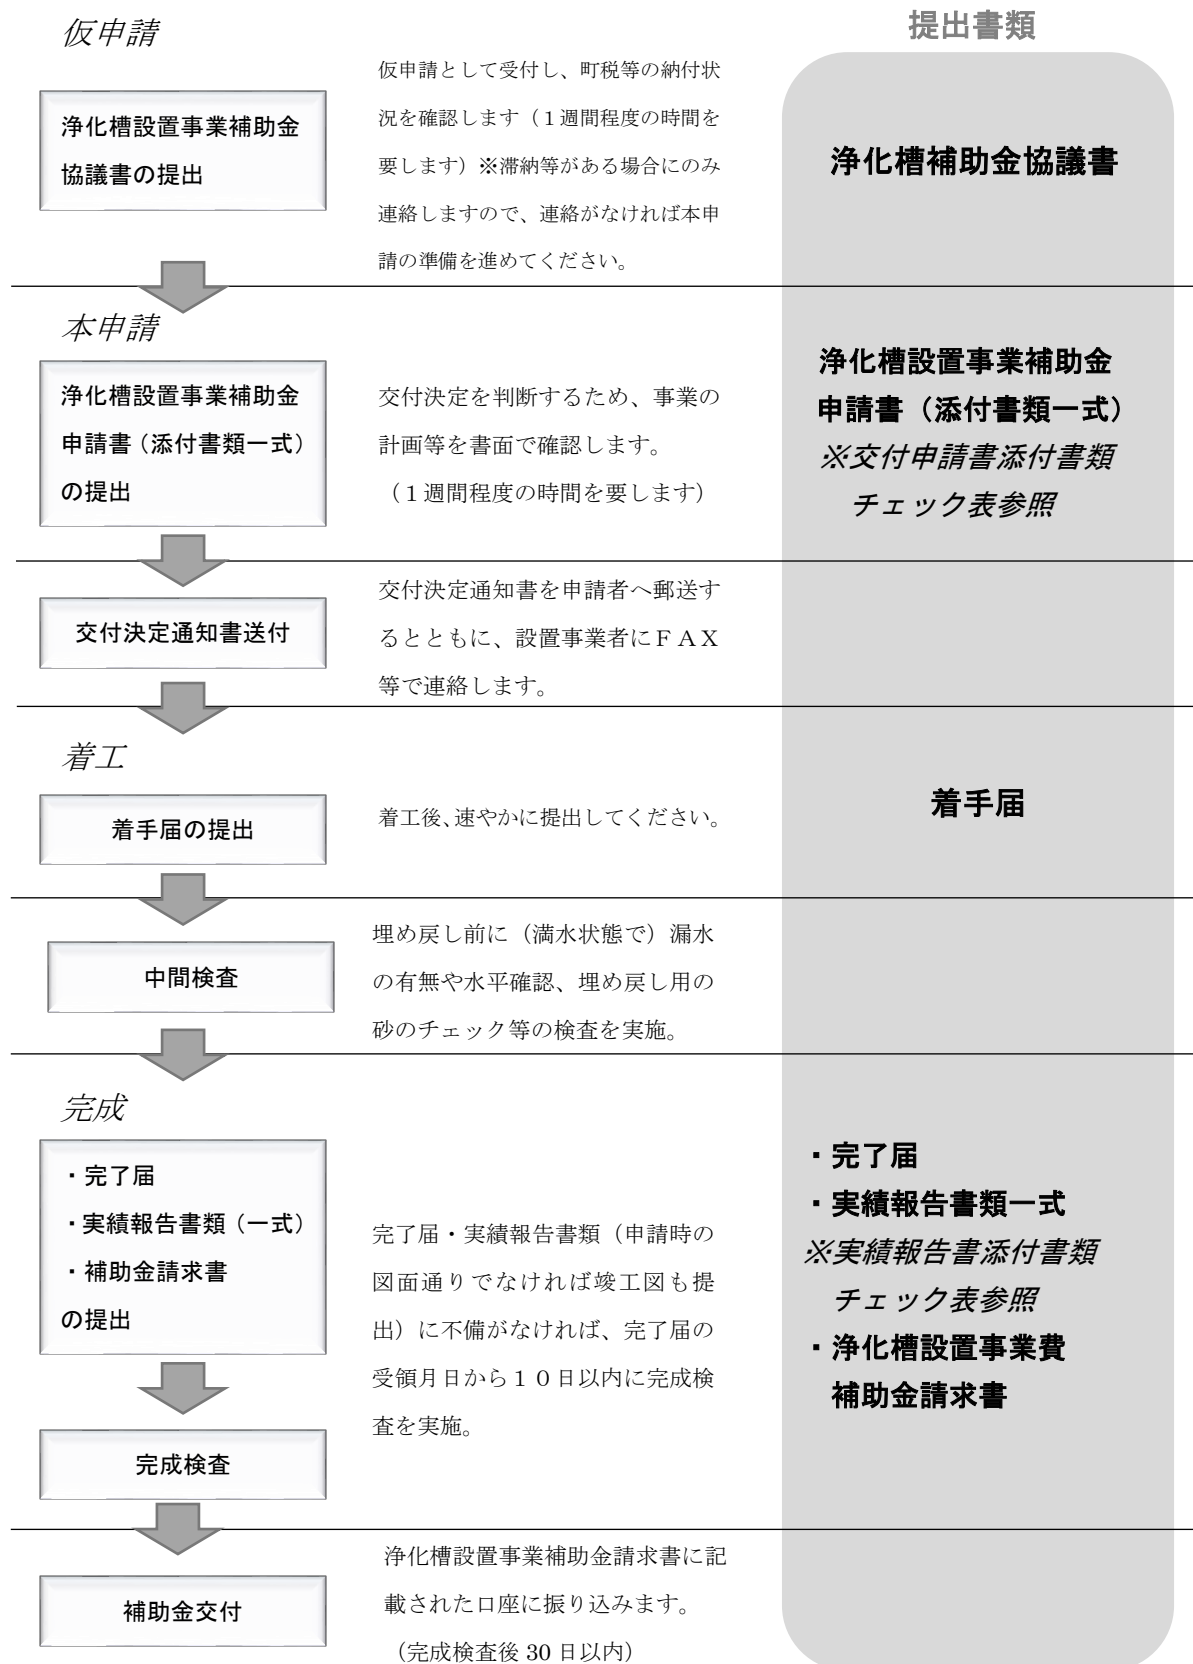 提出書類
仮申請
浄化槽設置事業補助金
協議書の提出
仮申請として受付し、町税等の納付状
況を確認します（１週間程度の時間を
要します）※滞納等がある場合にのみ
連絡しますので、連絡がなければ本申
請の準備を進めてください。
浄化槽補助金協議書
本申請
浄化槽設置事業補助金
申請書（添付書類一式）
の提出
交付決定を判断するため、事業の
計画等を書面で確認します。
（１週間程度の時間を要します）
浄化槽設置事業補助金
申請書（添付書類一式）
※交付申請書添付書類
チェック表参照
交付決定通知書送付
交付決定通知書を申請者へ郵送す
るとともに、設置事業者にＦＡＸ
等で連絡します。
着工
着手届の提出
着工後、速やかに提出してください。
着手届
中間検査
埋め戻し前に（満水状態で）漏水
の有無や水平確認、埋め戻し用の
砂のチェック等の検査を実施。
完成
・完了届
・実績報告書類（一式）
・補助金請求書
の提出
完了届・実績報告書類（申請時の
図面通りでなければ竣工図も提
出）に不備がなければ、完了届の
受領月日から１０日以内に完成検
査を実施。
・完了届
・実績報告書類一式
※実績報告書添付書類
チェック表参照
・浄化槽設置事業費
補助金請求書
完成検査
補助金交付
浄化槽設置事業補助金請求書に記
載された口座に振り込みます。
（完成検査後 30 日以内）